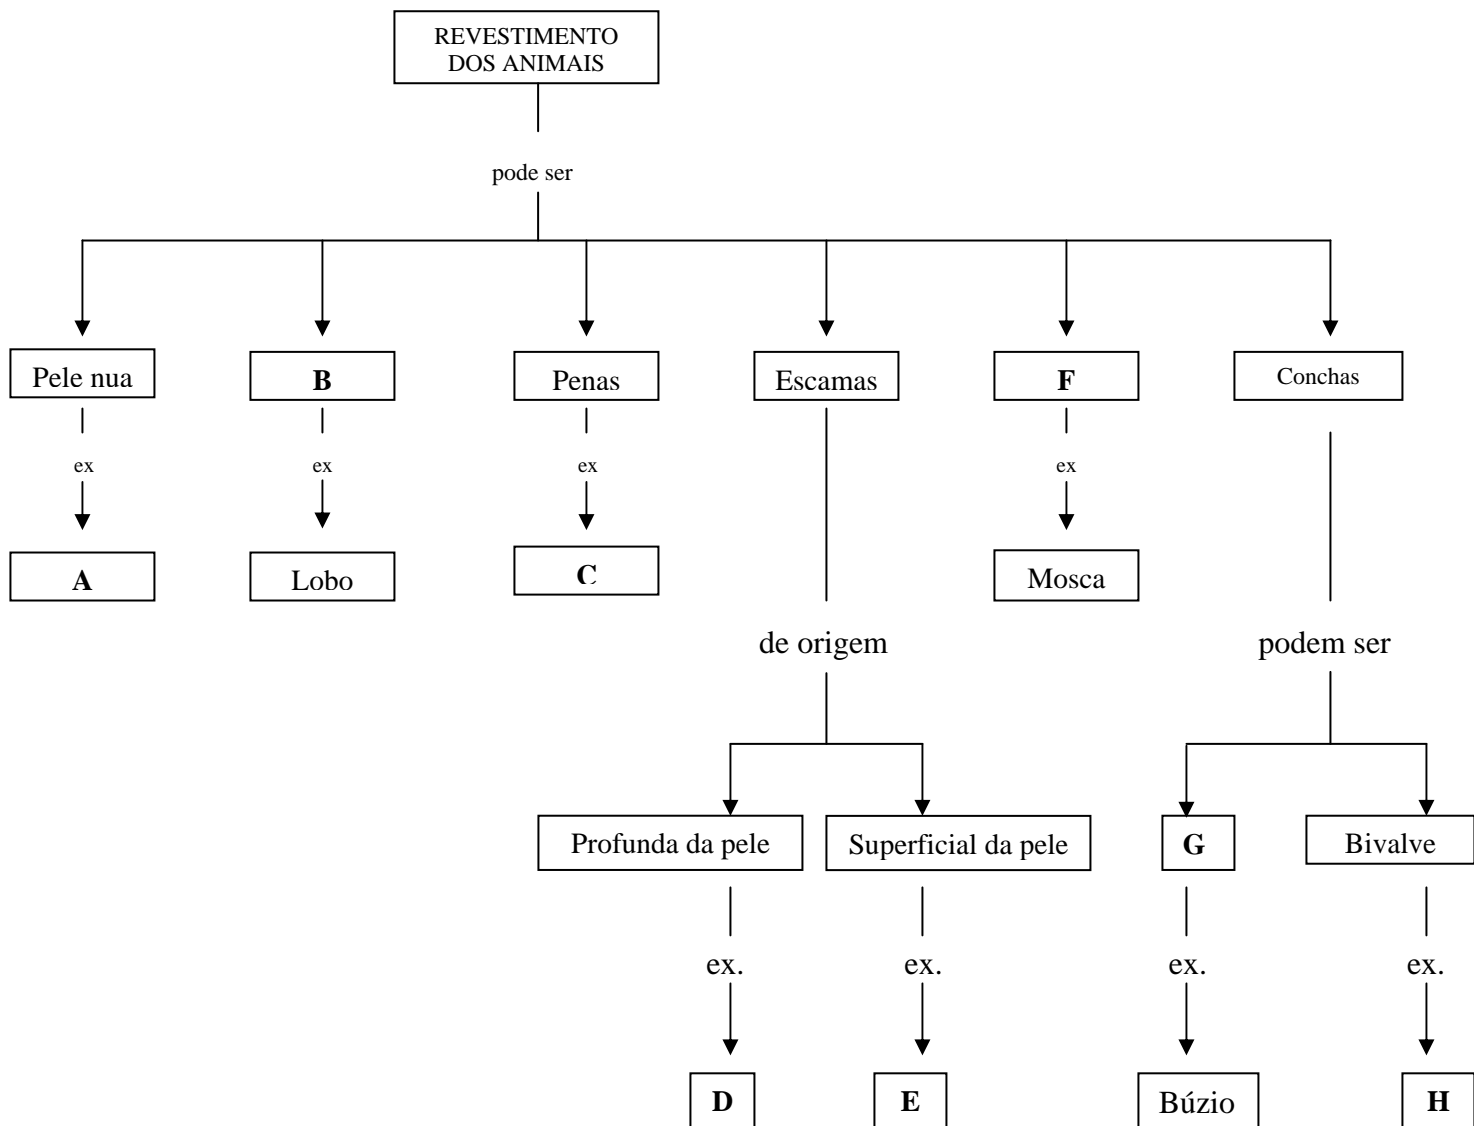 REVESTIMENTO
DOS ANIMAIS
pode ser
Pele nua
B
Penas
Escamas
F
Conchas
ex
ex
ex
ex
A
Lobo
C
Mosca
de origem
podem ser
Profunda da pele
Superficial da pele
G
Bivalve
ex.
ex.
ex.
ex.
D
E
Búzio
H